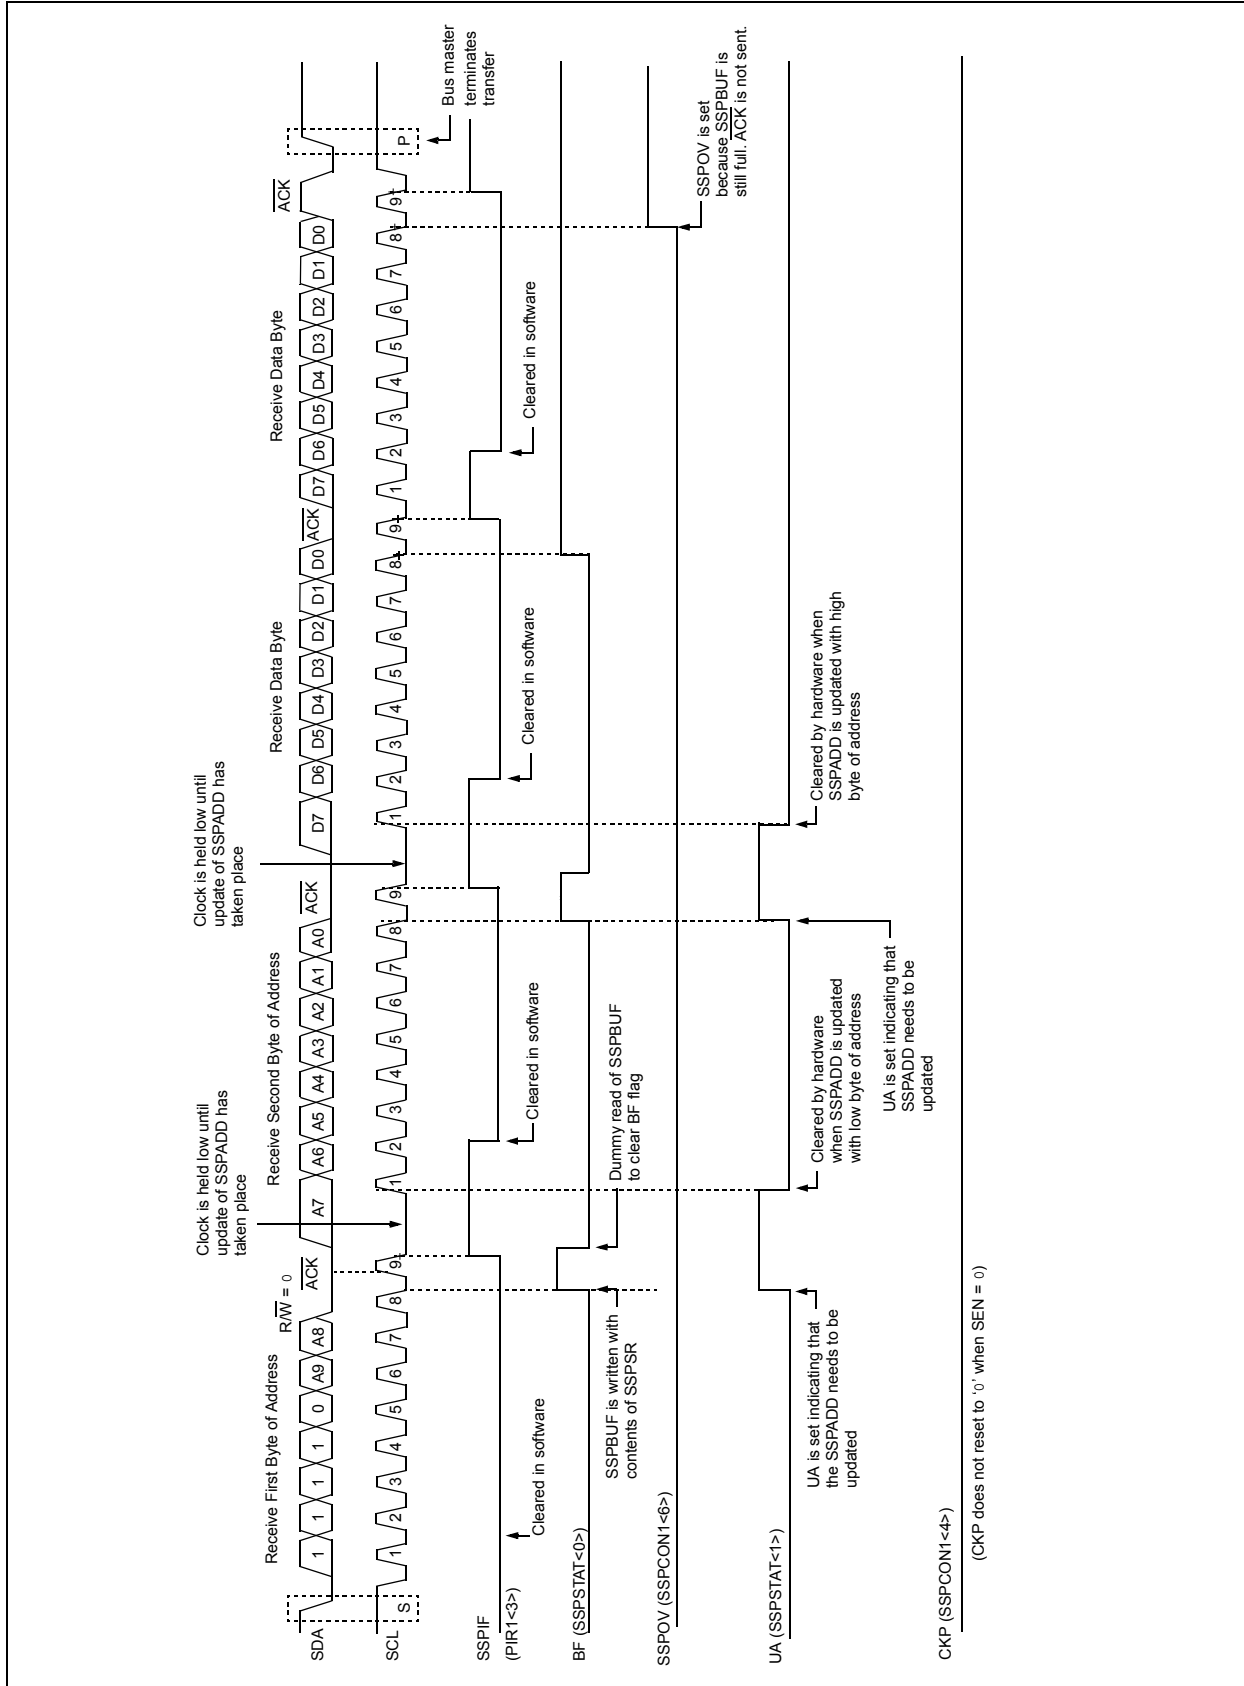 Clock is held low until
update of SSPADD has
taken place
Clock is held low until
update of SSPADD has
taken place
Receive First Byte of Address
R/W = 0
Receive Second Byte of Address
Receive Data Byte
Receive Data Byte
ACK
ACK
ACK
ACK
SDA
1 1 1 1 0 A9 A8
A7 A6 A5 A4 A3 A2 A1 A0
D7 D6 D5 D4 D3 D2 D1 D0
D7 D6 D5 D4 D3 D2 D1 D0
SCL
S
1 2 3 4 5 6 7 8 9
1 2 3 4 5 6 7 8 9
1 2 3 4 5 6 7 8 9
1 2 3 4 5 6 7 8 9
P
Bus master
terminates
transfer
SSPIF
(PIR1<3>)
Cleared in software
Cleared in software
Cleared in software
Cleared in software
BF (SSPSTAT<0>)
SSPBUF is written with
contents of SSPSR
Dummy read of SSPBUF
to clear BF flag
SSPOV (SSPCON1<6>)
SSPOV is set
because SSPBUF is
still full. ACK is not sent.
UA (SSPSTAT<1>)
UA is set indicating that
the SSPADD needs to be
updated
Cleared by hardware
when SSPADD is updated
with low byte of address
UA is set indicating that
SSPADD needs to be
updated
Cleared by hardware when
SSPADD is updated with high
byte of address
CKP (SSPCON1<4>)
(CKP does not reset to ‘0’ when SEN = 0)